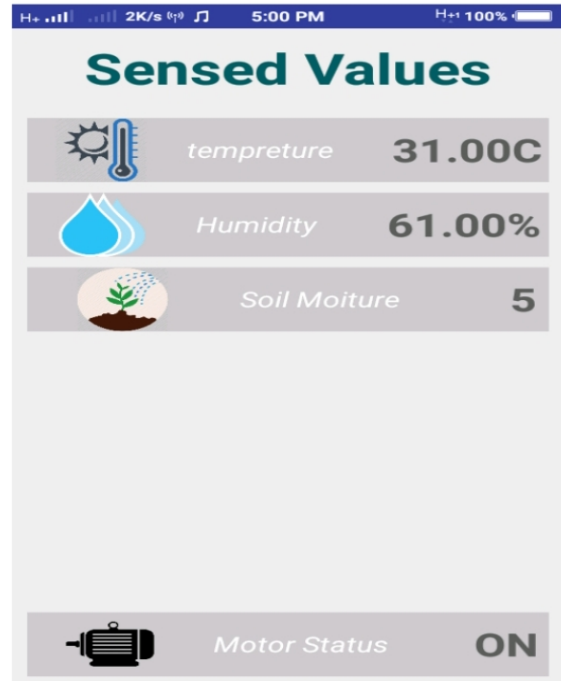 H+ 2K/s 5:00 PM H+1 100%
Sensed Values
tempreture 31.00C
Humidity 61.00%
Soil Moiture 5
Motor Status ON